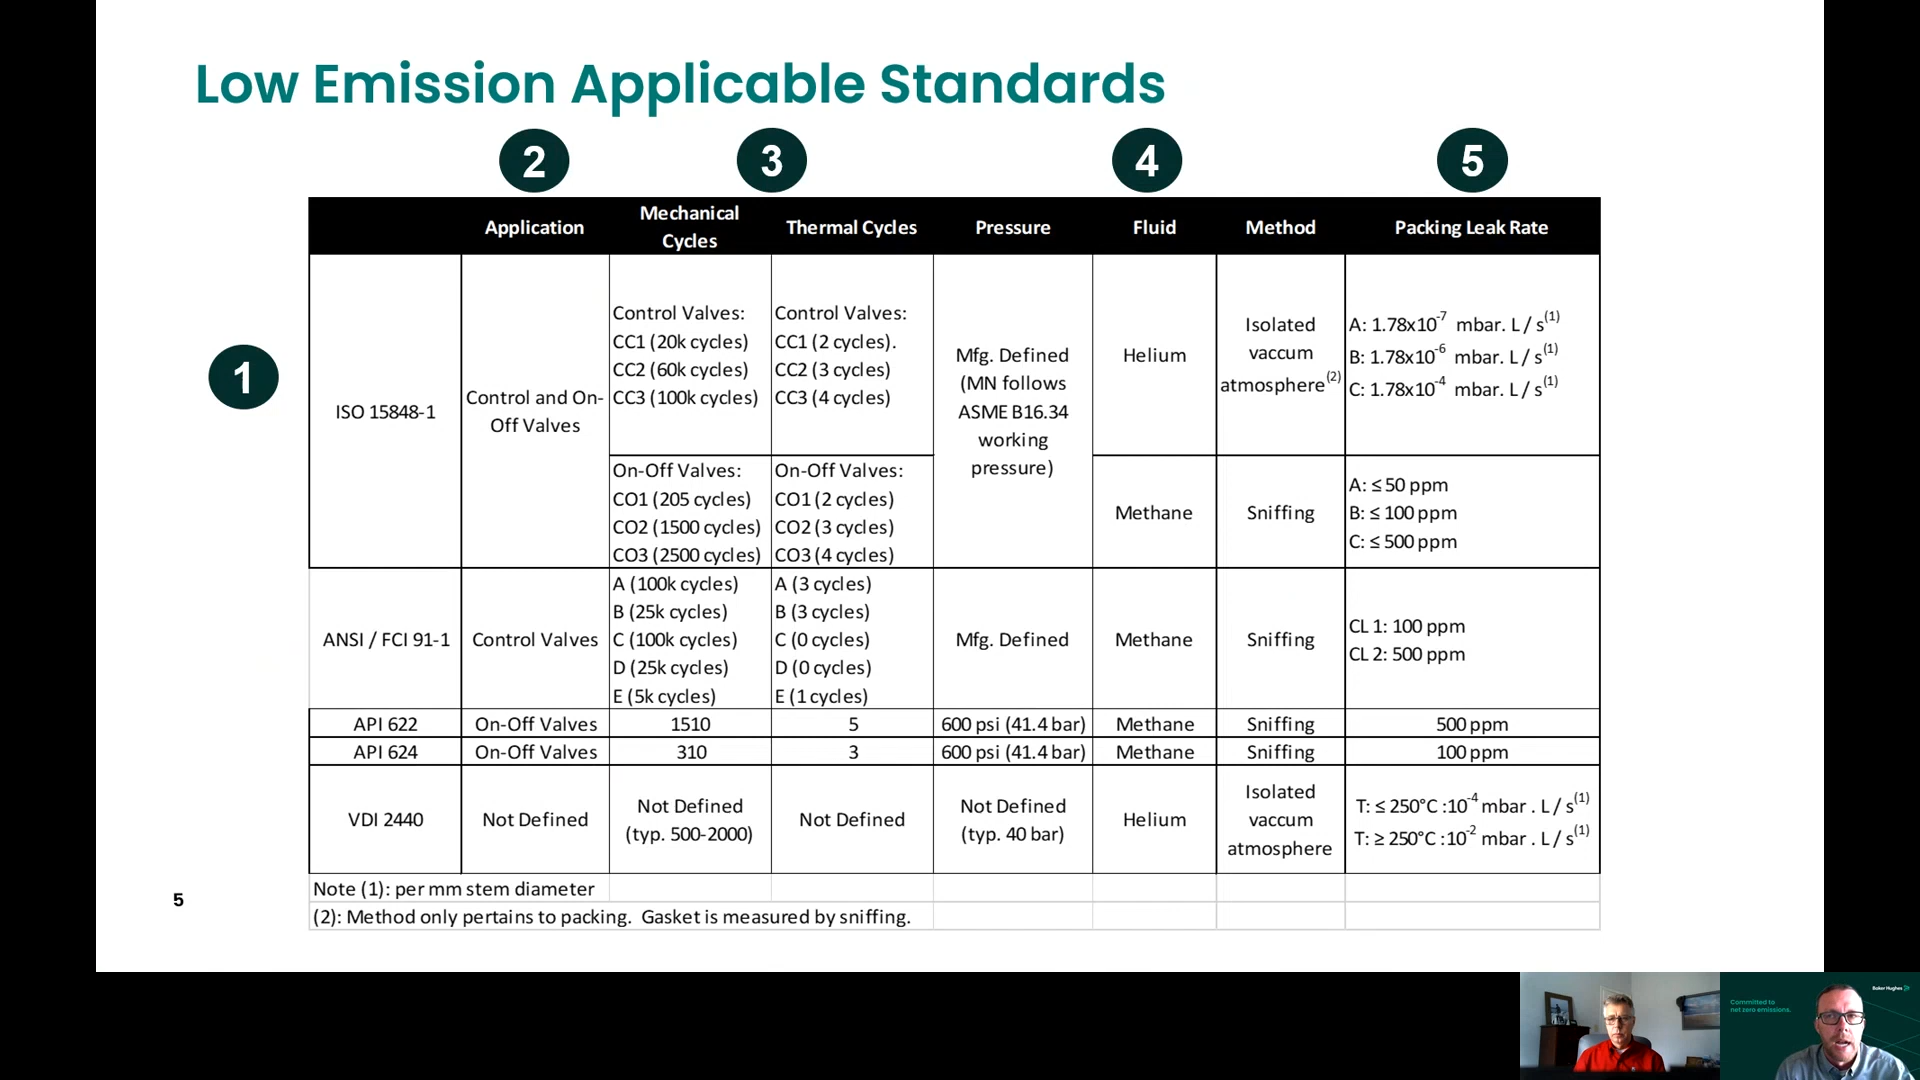 Low Emission Applicable Standards
2 3 4 5
Application Mechanical Cycles Thermal Cycles Pressure Fluid Method Packing Leak Rate
1
ISO 15848-1
Control and On-
Off Valves
Control Valves:
CC1 (20k cycles)
CC2 (60k cycles)
CC3 (100k cycles)
Control Valves:
CC1 (2 cycles).
CC2 (3 cycles)
CC3 (4 cycles)
Mfg. Defined
(MN follows
ASME B16.34
working
pressure)
Helium
Isolated
vaccum
atmosphere(2)
A: 1.78x10-7 mbar. L / s(1)
B: 1.78x10-6 mbar. L / s(1)
C: 1.78x10-4 mbar. L / s(1)
On-Off Valves:
CO1 (205 cycles)
CO2 (1500 cycles)
CO3 (2500 cycles)
On-Off Valves:
CO1 (2 cycles)
CO2 (3 cycles)
CO3 (4 cycles)
Methane
Sniffing
A: ≤ 50 ppm
B: ≤ 100 ppm
C: ≤ 500 ppm
ANSI / FCI 91-1
Control Valves
A (100k cycles)
B (25k cycles)
C (100k cycles)
D (25k cycles)
E (5k cycles)
A (3 cycles)
B (3 cycles)
C (0 cycles)
D (0 cycles)
E (1 cycles)
Mfg. Defined
Methane
Sniffing
CL 1: 100 ppm
CL 2: 500 ppm
API 622 On-Off Valves 1510 5 600 psi (41.4 bar) Methane Sniffing 500 ppm
API 624 On-Off Valves 310 3 600 psi (41.4 bar) Methane Sniffing 100 ppm
VDI 2440
Not Defined
Not Defined
(typ. 500-2000)
Not Defined
Not Defined
(typ. 40 bar)
Helium
Isolated
vaccum
atmosphere
T: ≤ 250°C :10-4 mbar . L / s(1)
T: ≥ 250°C :10-2 mbar . L / s(1)
Note (1): per mm stem diameter
(2): Method only pertains to packing. Gasket is measured by sniffing.
5
Baker Hughes
Committed to
net zero emissions.